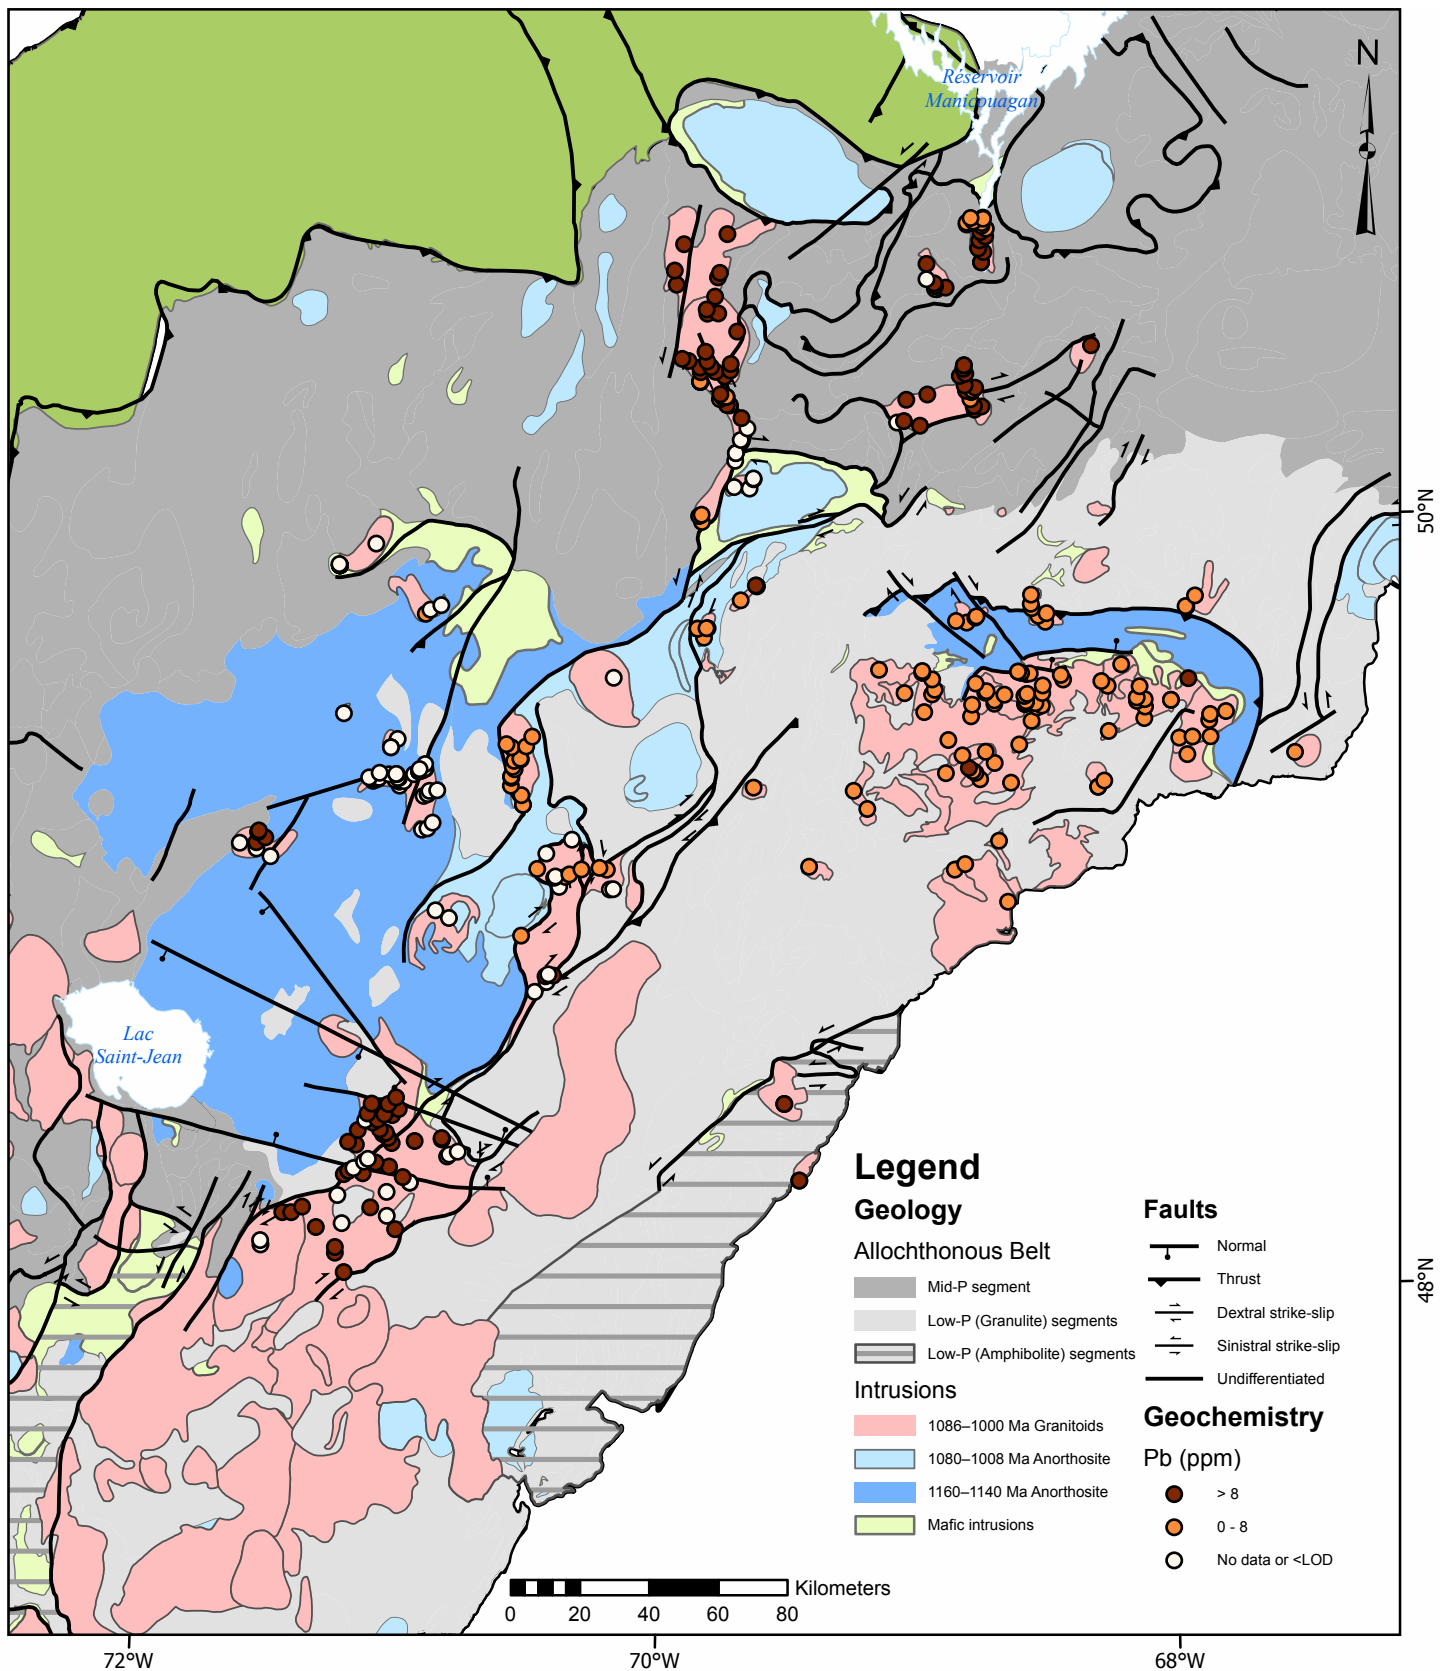 N
Réservoir
Manicouagan
50°N
Lac
Saint-Jean
48°N
Legend
Geology
Allochthonous Belt
Mid-P segment
Low-P (Granulite) segments
Low-P (Amphibolite) segments
Intrusions
1086–1000 Ma Granitoids
1080–1008 Ma Anorthosite
1160–1140 Ma Anorthosite
Mafic intrusions
Faults
Normal
Thrust
Dextral strike-slip
Sinistral strike-slip
Undifferentiated
Geochemistry
Pb (ppm)
> 8
0 - 8
No data or <LOD
Kilometers
0 20 40 60 80
72°W 70°W 68°W